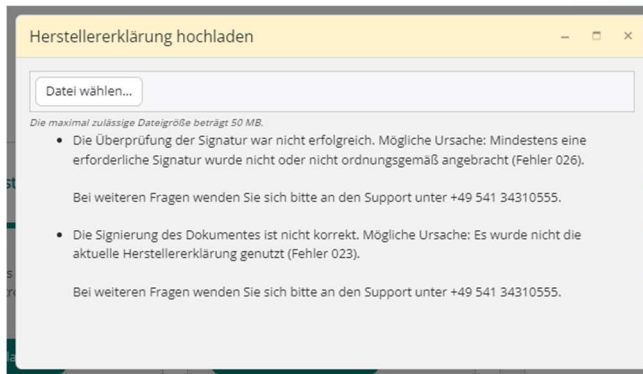 Herstellererklärung hochladen
Datei wählen...
Die maximal zulässige Dateigröße beträgt 50 MB.
• Die Überprüfung der Signatur war nicht erfolgreich. Mögliche Ursache: Mindestens eine
erforderliche Signatur wurde nicht oder nicht ordnungsgemäß angebracht (Fehler 026).
Bei weiteren Fragen wenden Sie sich bitte an den Support unter +49 541 34310555.
• Die Signierung des Dokumentes ist nicht korrekt. Mögliche Ursache: Es wurde nicht die
aktuelle Herstellererklärung genutzt (Fehler 023).
Bei weiteren Fragen wenden Sie sich bitte an den Support unter +49 541 34310555.